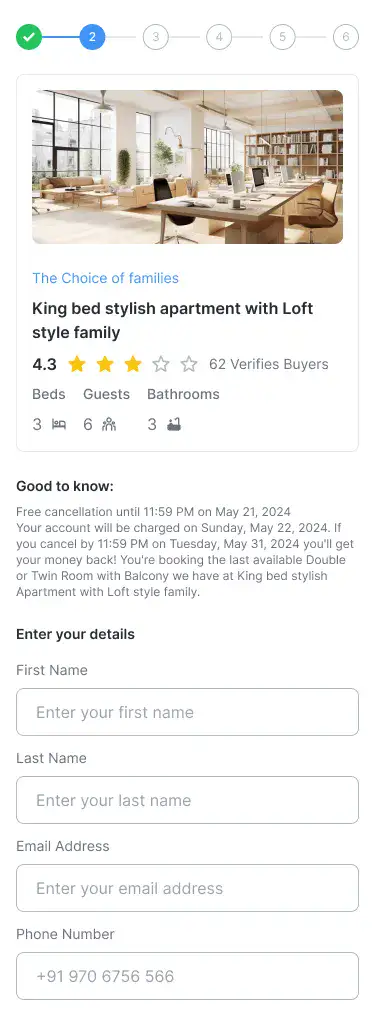 2 3 4 5 6
The Choice of families
King bed stylish apartment with Loft
style family
4.3 62 Verifies Buyers
Beds Guests Bathrooms
3 6 3
Good to know:
Free cancellation until 11:59 PM on May 21, 2024
Your account will be charged on Sunday, May 22, 2024. If
you cancel by 11:59 PM on Tuesday, May 31, 2024 you'll get
your money back! You're booking the last available Double
or Twin Room with Balcony we have at King bed stylish
Apartment with Loft style family.
Enter your details
First Name
Enter your first name
Last Name
Enter your last name
Email Address
Enter your email address
Phone Number
+91 970 6756 566